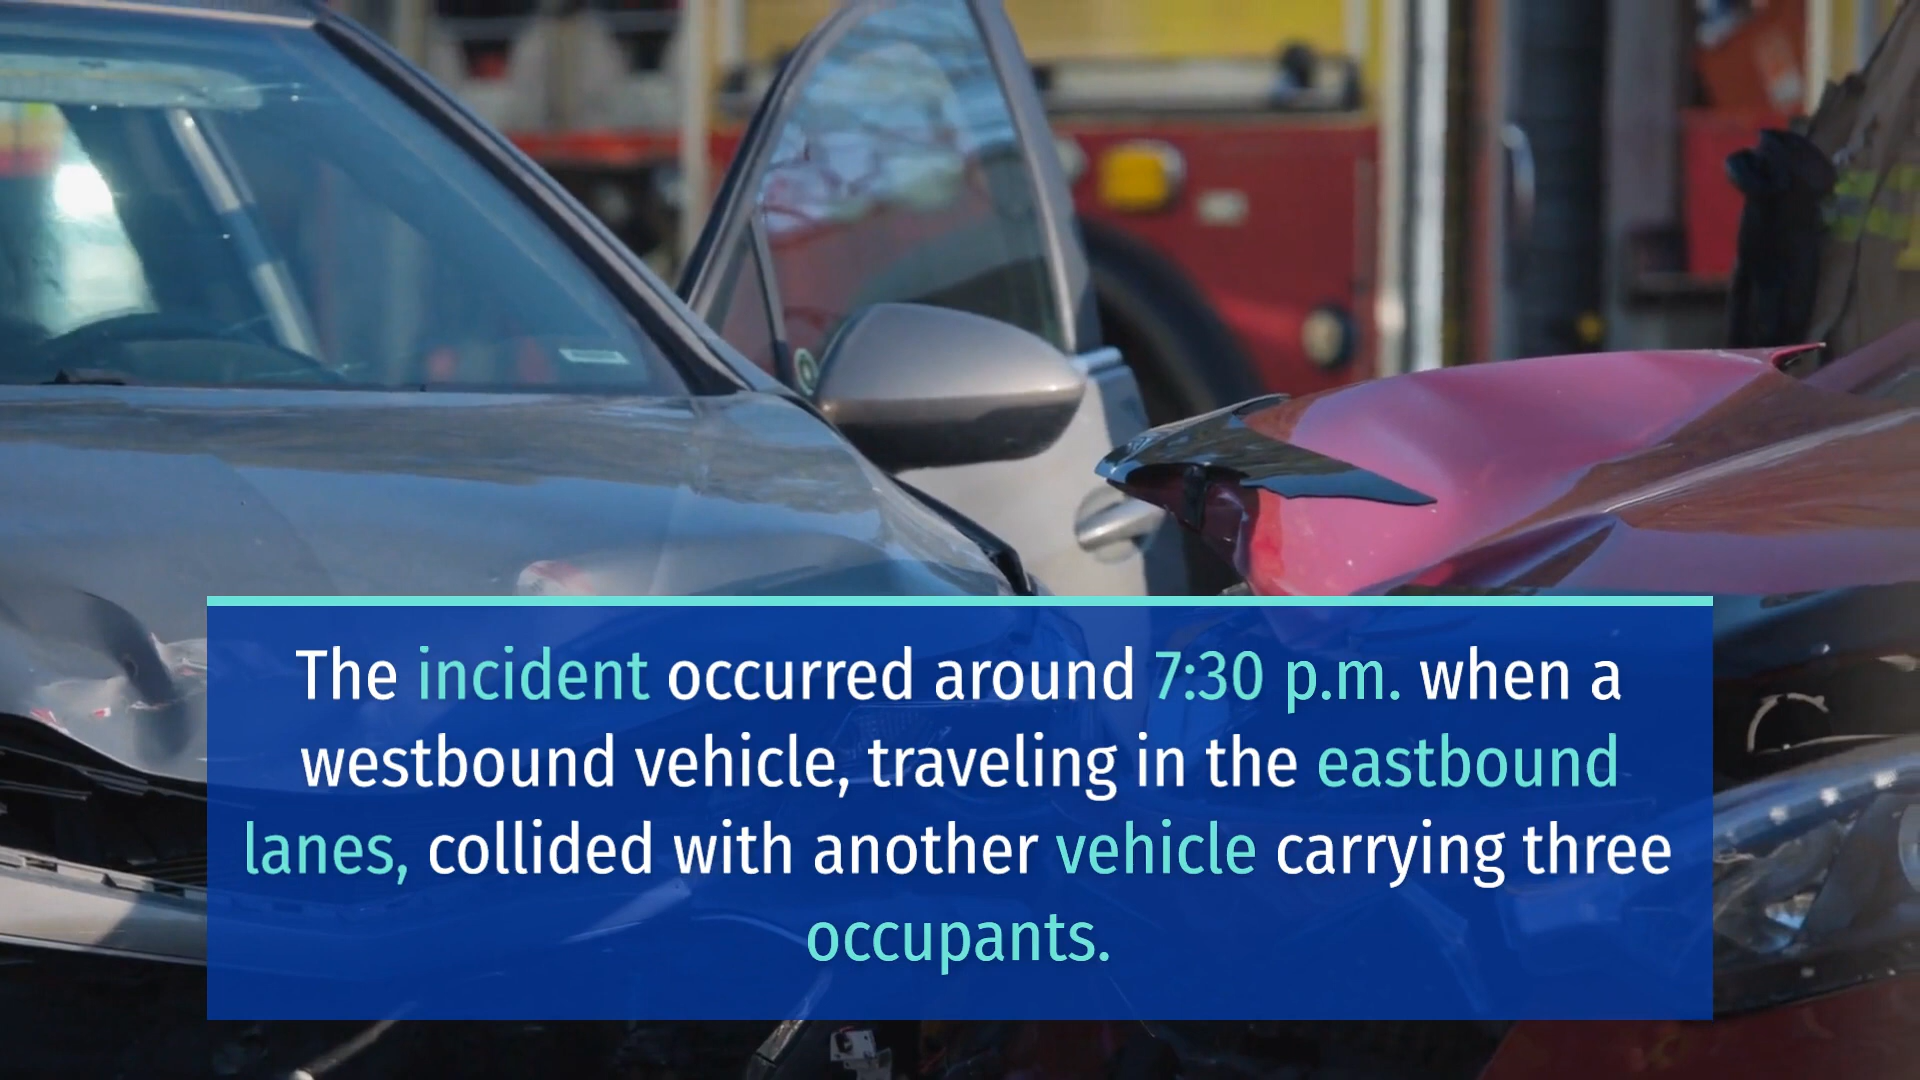 The incident occurred around 7:30 p.m. when a
westbound vehicle, traveling in the eastbound
lanes, collided with another vehicle carrying three
occupants.